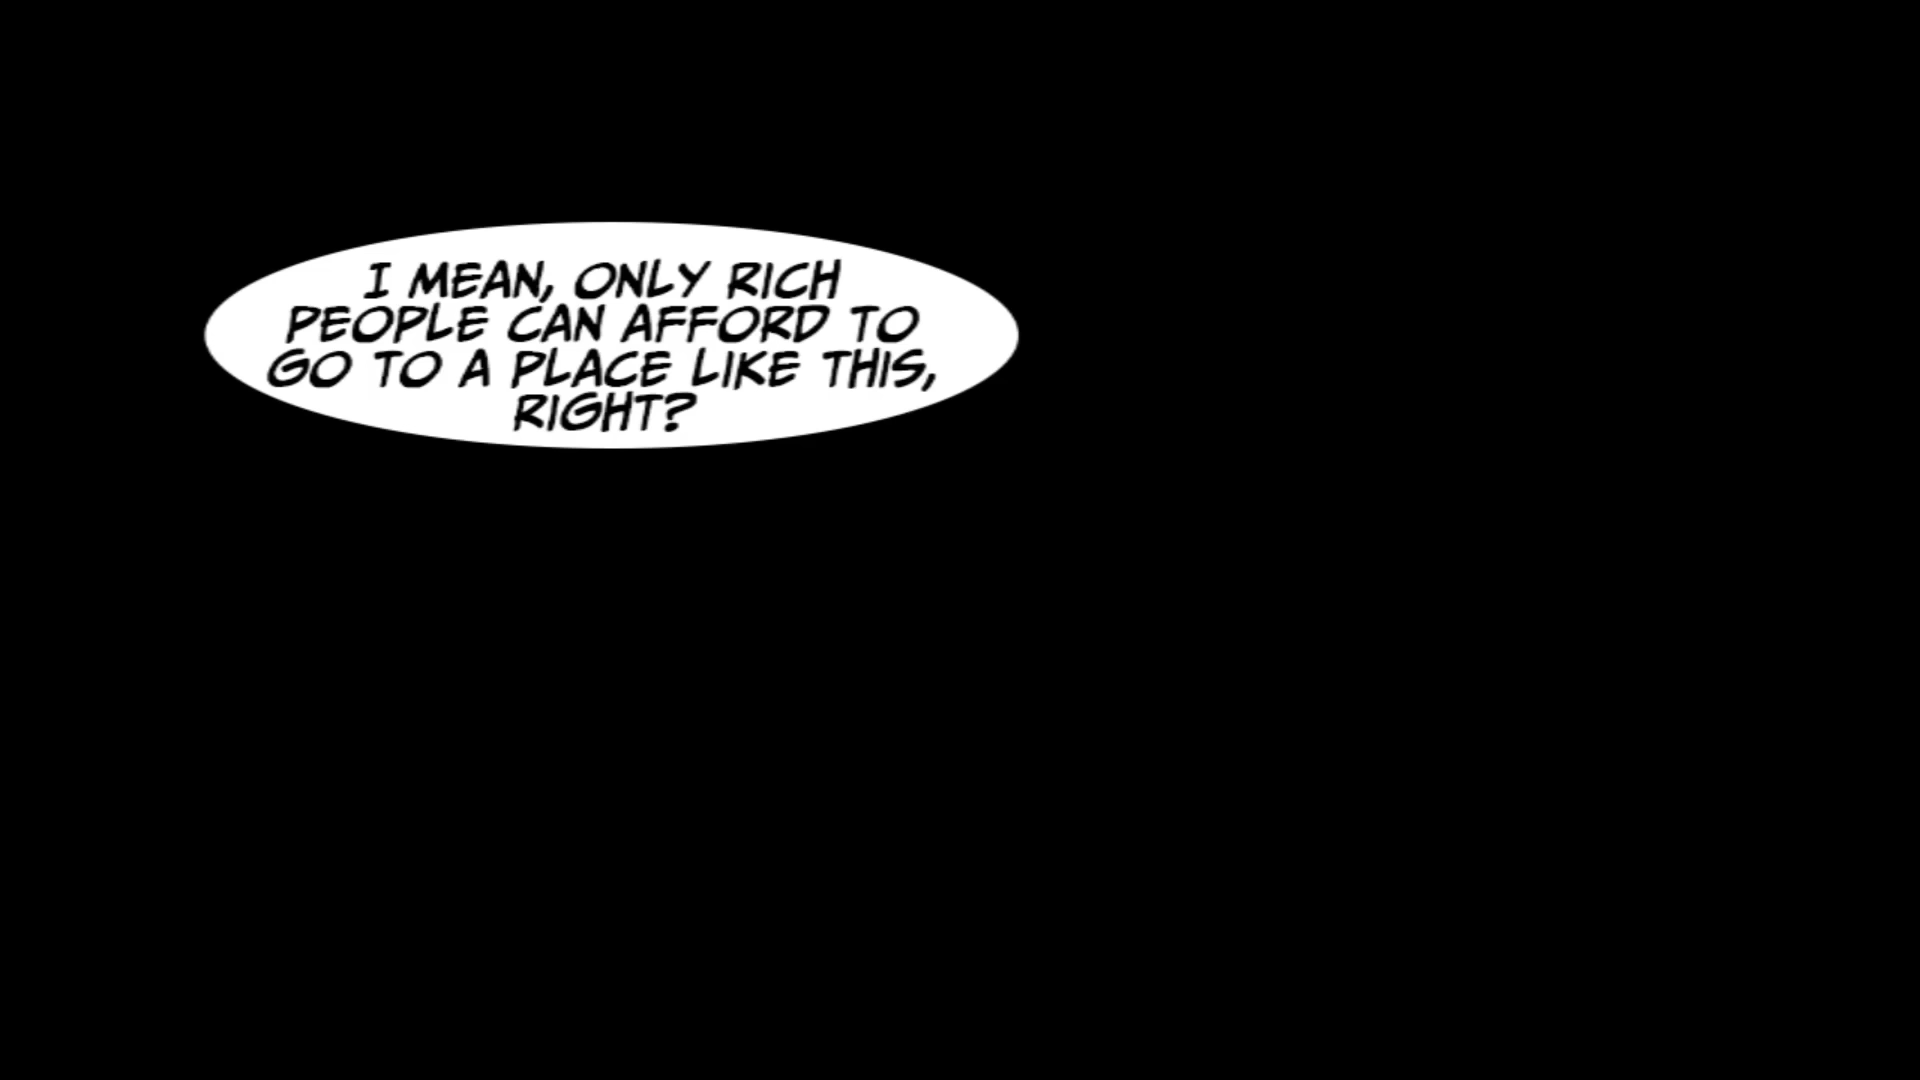 I MEAN, ONLY RICH
PEOPLE CAN AFFORD TO
GO TO A PLACE LIKE THIS,
RIGHT?